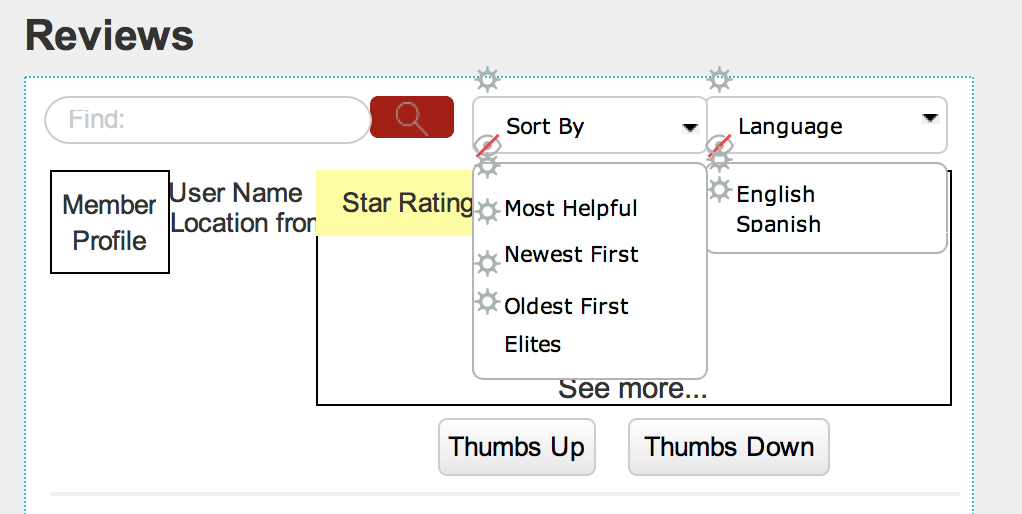 Reviews
Find:
Sort By
Language
Member
Profile
User Name
Location from
Star Rating
Most Helpful
Newest First
Oldest First
Elites
English
Spanish
See more...
Thumbs Up
Thumbs Down